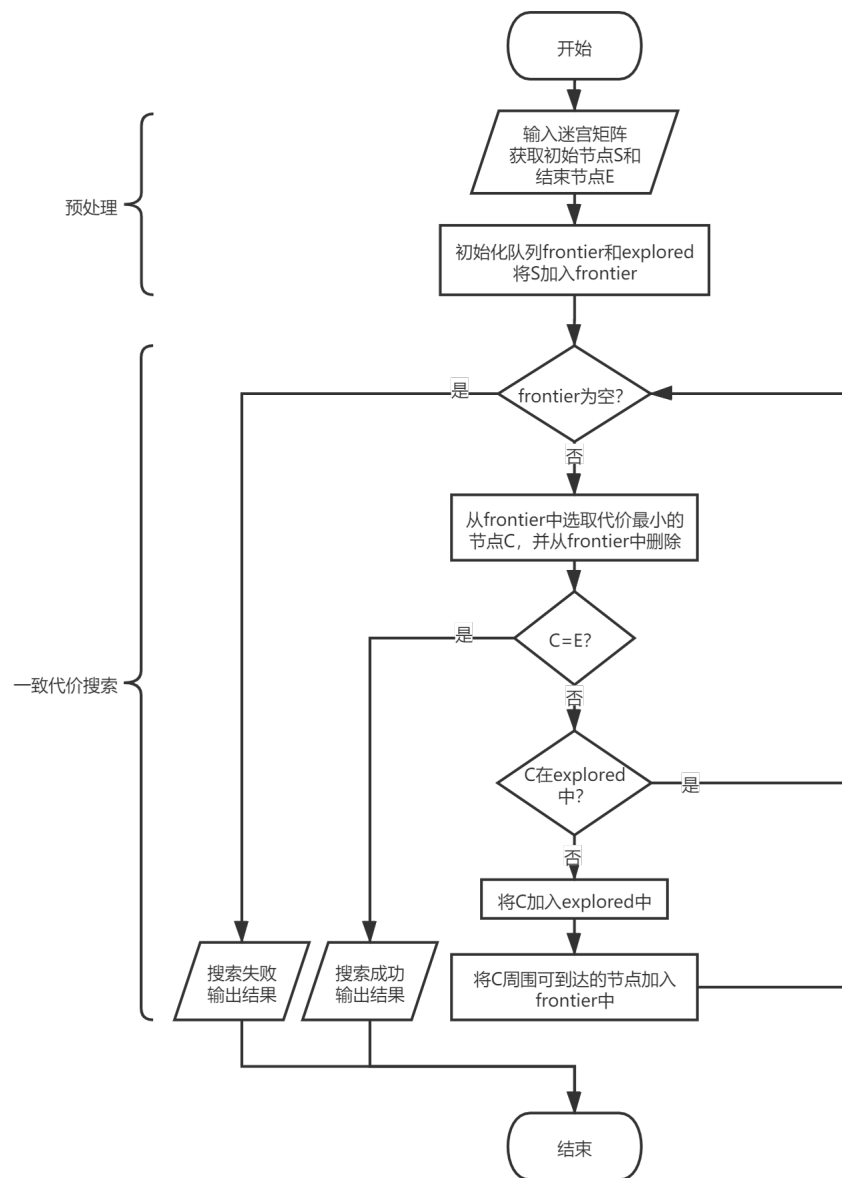 开始
输入迷宫矩阵
获取初始节点S和
结束节点E
预处理
初始化队列frontier和explored
将S加入frontier
是
frontier为空?
否
从frontier中选取代价最小的
节点C，并从frontier中删除
是
C=E?
一致代价搜索
否
C在explored
中?
是
否
将C加入explored中
搜索失败
输出结果
搜索成功
输出结果
将C周围可到达的节点加入
frontier中
结束